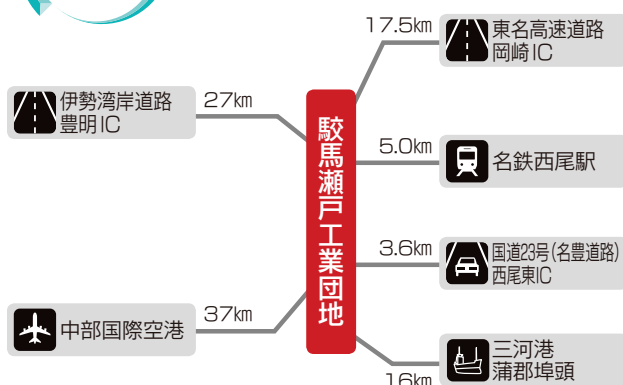 17.5km
東名高速道路
岡崎IC
伊勢湾岸道路
豊明IC
27km
駮馬瀬戸工業団地
5.0km
名鉄西尾駅
3.6km
国道23号(名豊道路)
西尾東IC
中部国際空港
37km
三河港
蒲郡埠頭
16km